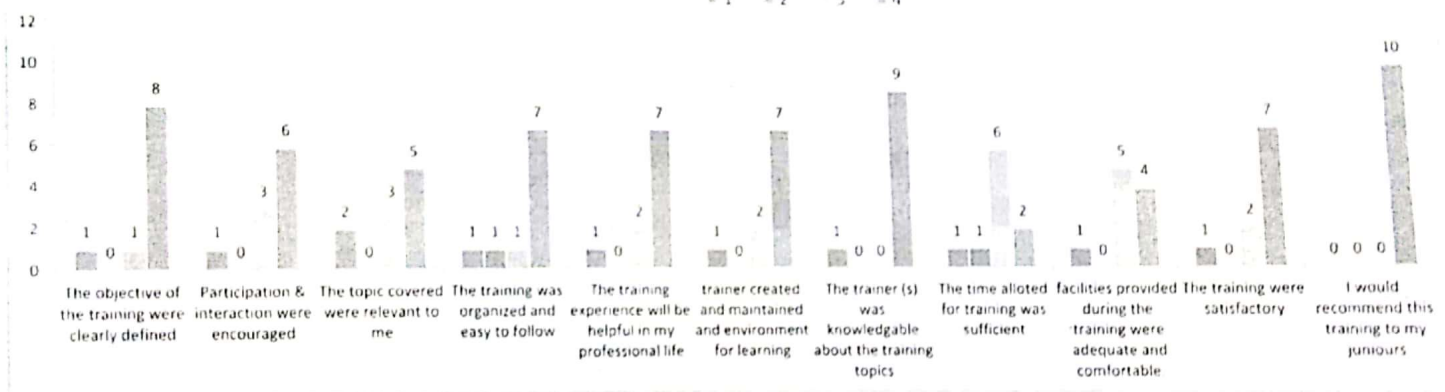 1 2 3 4
12
10
8
6
4
2
0
1 0 1 8
1 0 3 6
2 0 3 5
1 1 1 7
1 0 2 7
1 0 2 7
1 0 0 9
1 1 6 2
1 0 5 4
1 0 2 7
0 0 0 10
The objective of
the training were
clearly defined
Participation &
interaction were
encouraged
The topic covered
were relevant to
me
The training was
organized and
easy to follow
The training
experience will be
helpful in my
professional life
trainer created
and maintained
and environment
for learning
The trainer (s)
was
knowledgable
about the training
topics
The time alloted
for training was
sufficient
facilities provided
during the
training were
adequate and
comfortable
The training were
satisfactory
I would
recommend this
training to my
juniours